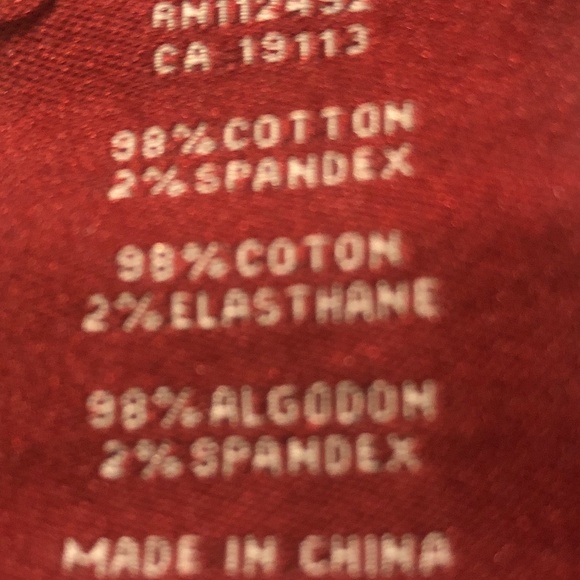 CA 19113
98%COTTON
2%SPANDEX
98%COTON
2%ELASTHANE
98%ALGODON
2%SPANDEX
MADE IN CHINA